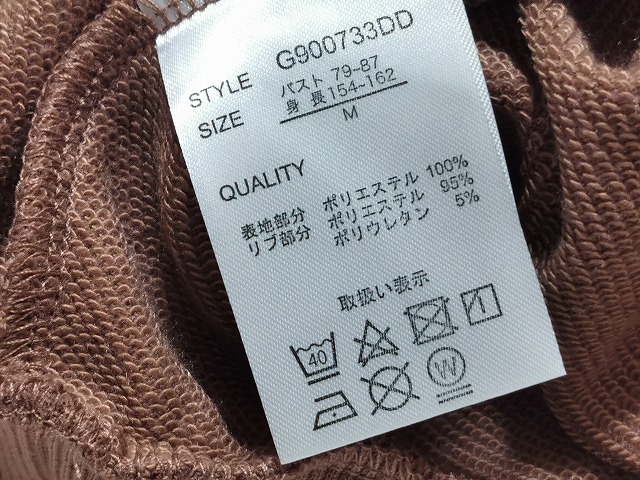 STYLE G900733DD
SIZE バスト 79-87
身 長154-162
M
QUALITY
表地部分 ポリエステル 100%
リブ部分 ポリエステル 95%
ポリウレタン 5%
取扱い表示
40
W